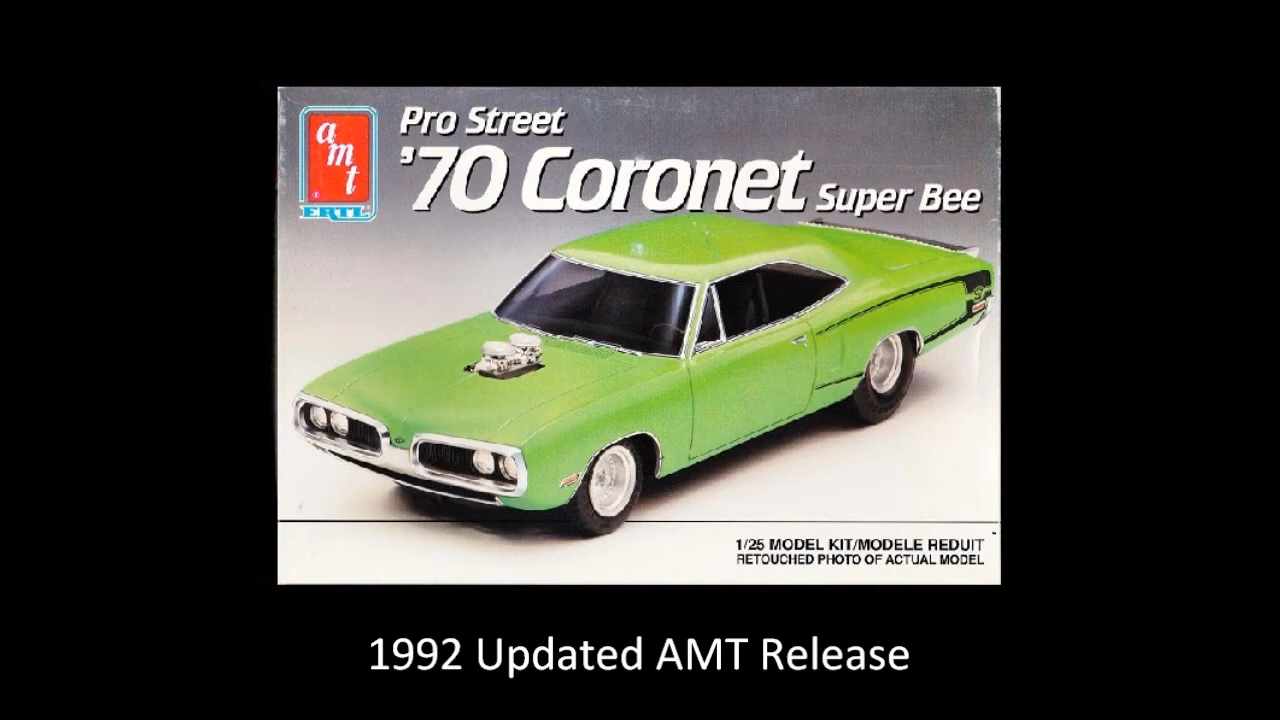 amt
ERTL
Pro Street
'70 Coronet Super Bee
1/25 MODEL KIT/MODELE REDUIT
RETOUCHED PHOTO OF ACTUAL MODEL
1992 Updated AMT Release